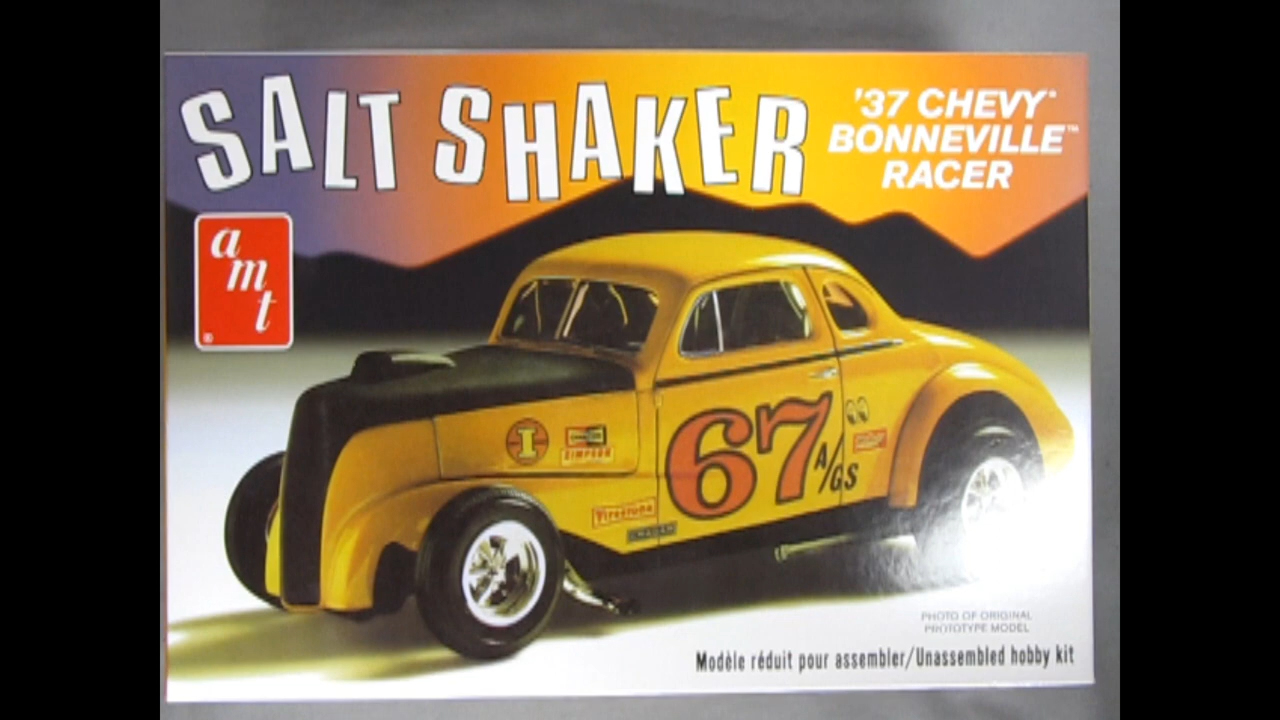 SALT SHAKER
'37 CHEVY®
BONNEVILLE™
RACER
amt
®
67
A/GS
I
SIMPSON
Firestone
PHOTO OF ORIGINAL
PROTOTYPE MODEL
Modèle réduit pour assembler/Unassembled hobby kit